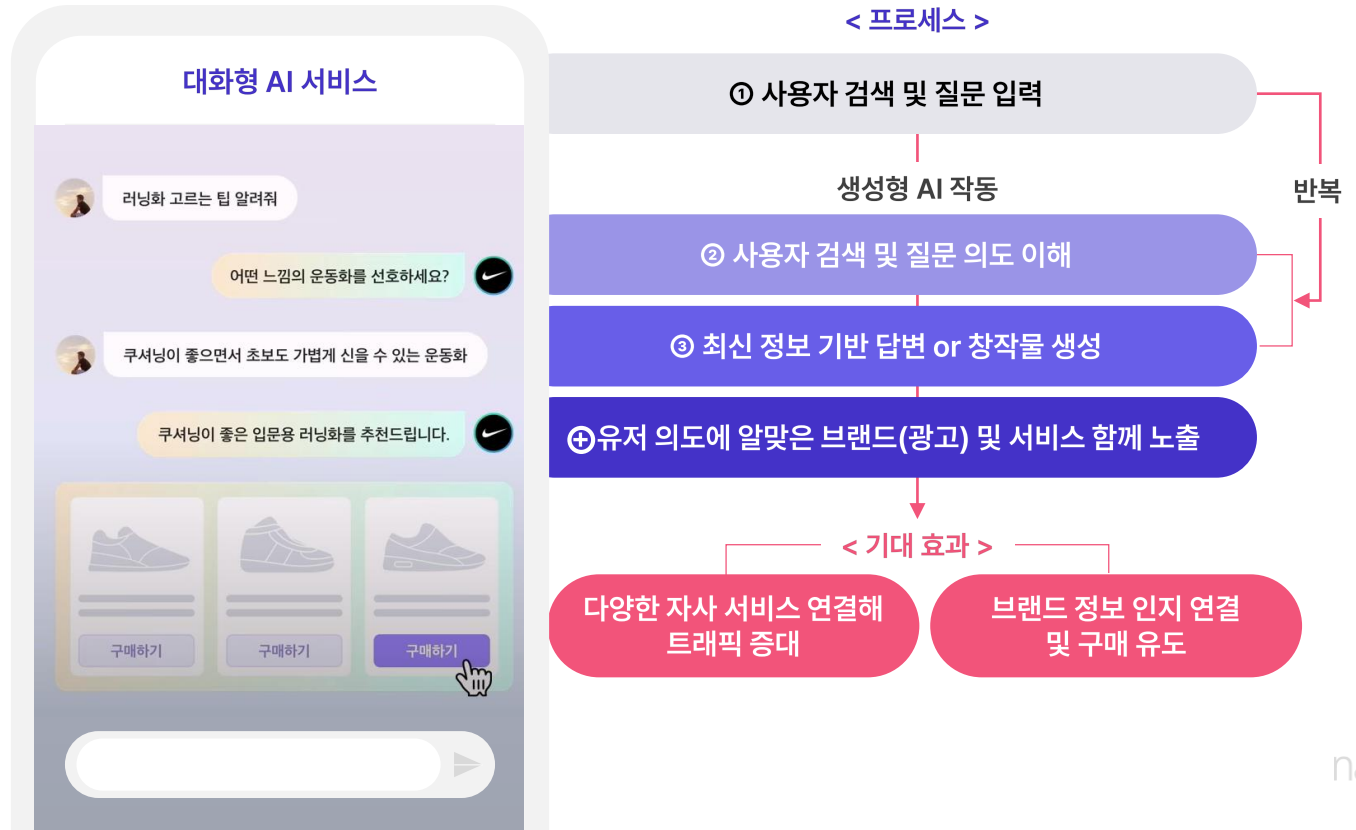 대화형 AI 서비스
러닝화 고르는 팁 알려줘
어떤 느낌의 운동화를 선호하세요?
쿠셔닝이 좋으면서 초보도 가볍게 신을 수 있는 운동화
쿠셔닝이 좋은 입문용 러닝화를 추천드립니다.
구매하기
구매하기
구매하기
< 프로세스 >
① 사용자 검색 및 질문 입력
생성형 AI 작동
반복
② 사용자 검색 및 질문 의도 이해
③ 최신 정보 기반 답변 or 창작물 생성
⊕유저 의도에 알맞은 브랜드(광고) 및 서비스 함께 노출
< 기대 효과 >
다양한 자사 서비스 연결해
트래픽 증대
브랜드 정보 인지 연결
및 구매 유도